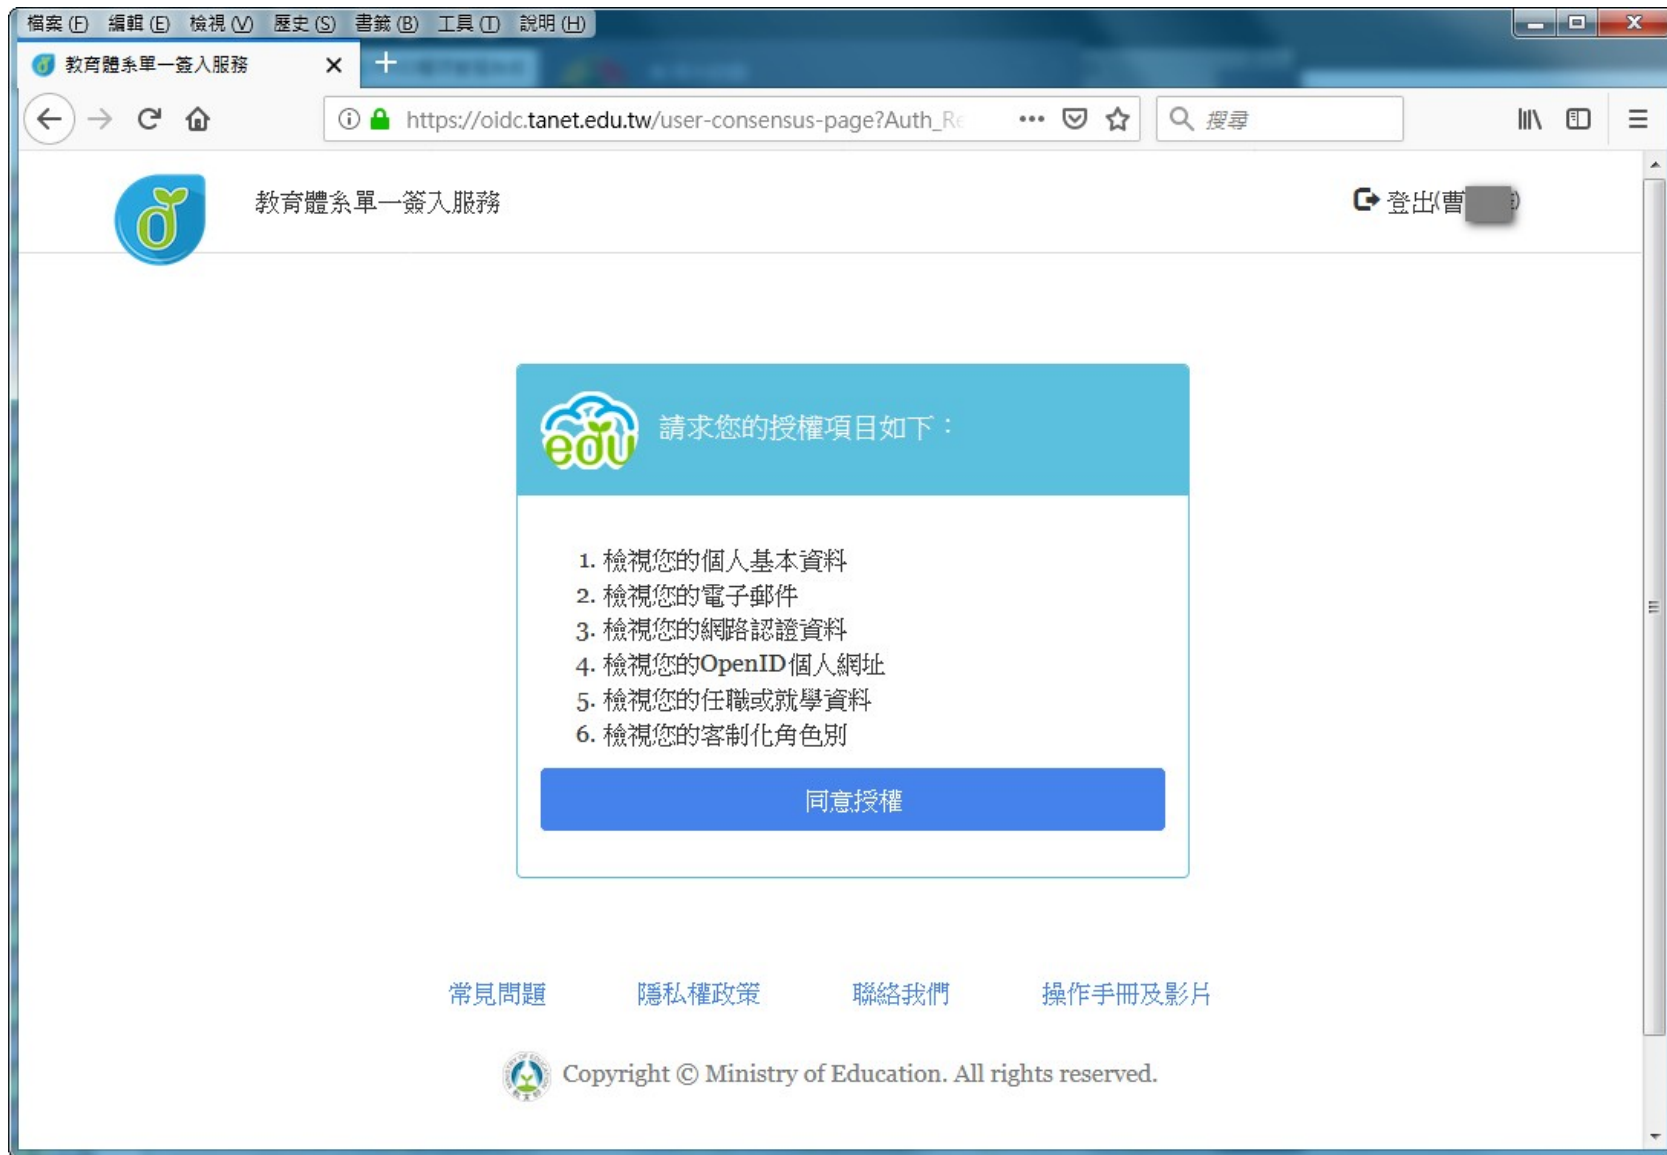 檔案(F) 編輯(E) 檢視(V) 歷史(S) 書籤(B) 工具(T) 說明(H)
教育體系單一簽入服務
https://oidc.tanet.edu.tw/user-consensus-page?Auth_Re
搜尋
教育體系單一簽入服務
登出(曹
edu
請求您的授權項目如下：
1. 檢視您的個人基本資料
2. 檢視您的電子郵件
3. 檢視您的網路認證資料
4. 檢視您的OpenID個人網址
5. 檢視您的任職或就學資料
6. 檢視您的客制化角色別
同意授權
常見問題 隱私權政策 聯絡我們 操作手冊及影片
Copyright © Ministry of Education. All rights reserved.